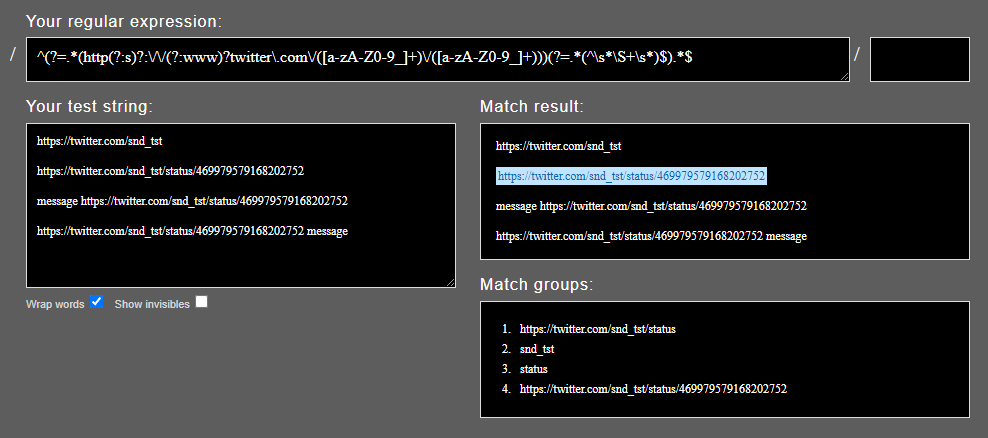 Your regular expression:
/ ^(?=.*(http(?:s)?:\/\/(?:www)?twitter\.com\/([a-zA-Z0-9_]+)\/([a-zA-Z0-9_]+)))(?=.*(^\s*\S+\s*)$).*$ /
Your test string:
https://twitter.com/snd_tst
https://twitter.com/snd_tst/status/469979579168202752
message https://twitter.com/snd_tst/status/469979579168202752
https://twitter.com/snd_tst/status/469979579168202752 message
Wrap words Show invisibles
Match result:
https://twitter.com/snd_tst
https://twitter.com/snd_tst/status/469979579168202752
message https://twitter.com/snd_tst/status/469979579168202752
https://twitter.com/snd_tst/status/469979579168202752 message
Match groups:
1. https://twitter.com/snd_tst/status
2. snd_tst
3. status
4. https://twitter.com/snd_tst/status/469979579168202752